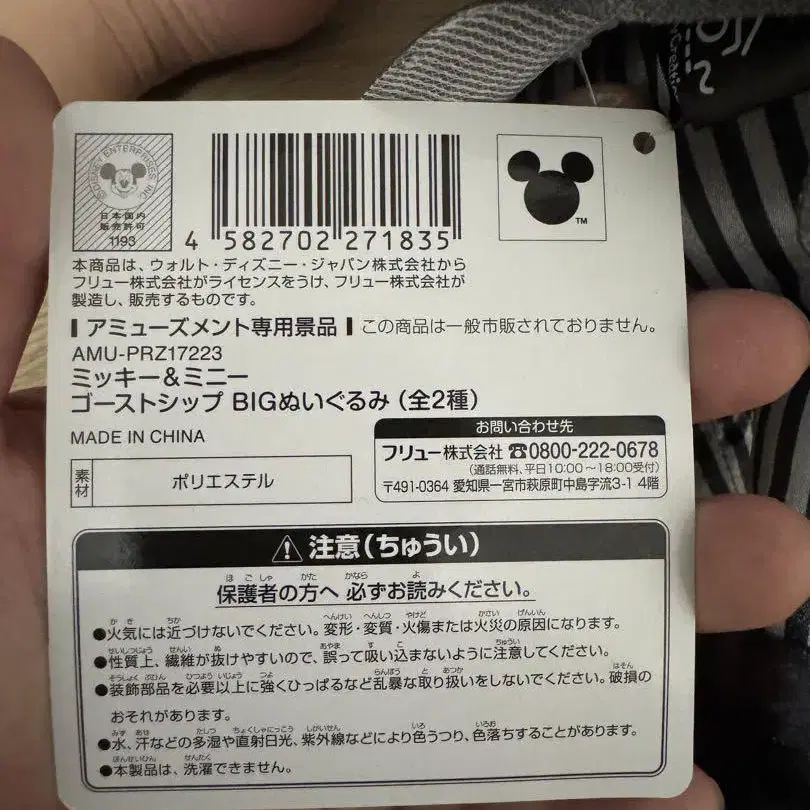 ©DISNEY ENTERPRISES, INC.
日本国内
販売許可
1193
4 582702 271835
TM
本商品は、ウォルト・ディズニー・ジャパン株式会社から
フリュー株式会社がライセンスをうけ、フリュー株式会社が
製造し、販売するものです。
アミューズメント専用景品 この商品は一般市販されておりません。
AMU-PRZ17223
ミッキー&ミニー
ゴーストシップ BIGぬいぐるみ (全2種)
MADE IN CHINA
素材 ポリエステル
お問い合わせ先
フリュー株式会社 ☎0800-222-0678
(通話無料、平日10:00~18:00受付)
〒491-0364 愛知県一宮市萩原町中島字流3-1 4階
⚠ 注意(ちゅうい)
保護者の方へ 必ずお読みください。
●火気には近づけないでください。変形・変質・火傷または火災の原因になります。
●性質上、繊維が抜けやすいので、誤って吸い込まないように注意してください。
●装飾部品を必要以上に強くひっぱるなど乱暴な取り扱いをしないでください。破損の
おそれがあります。
●水、汗などの多湿や直射日光、紫外線などにより色うつり、色落ちすることがあります。
●本製品は、洗濯できません。